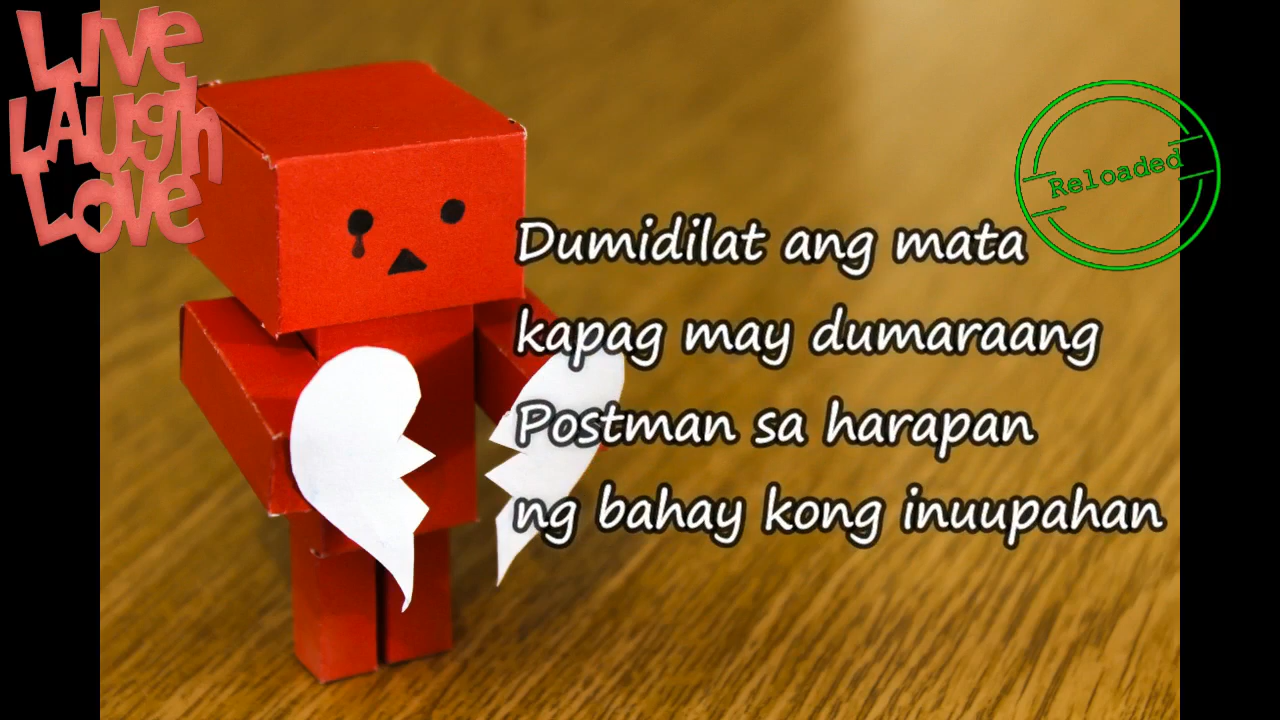 Live
Laugh
Love
Reloaded
Dumidilat ang mata
kapag may dumaraang
Postman sa harapan
ng bahay kong inuupahan